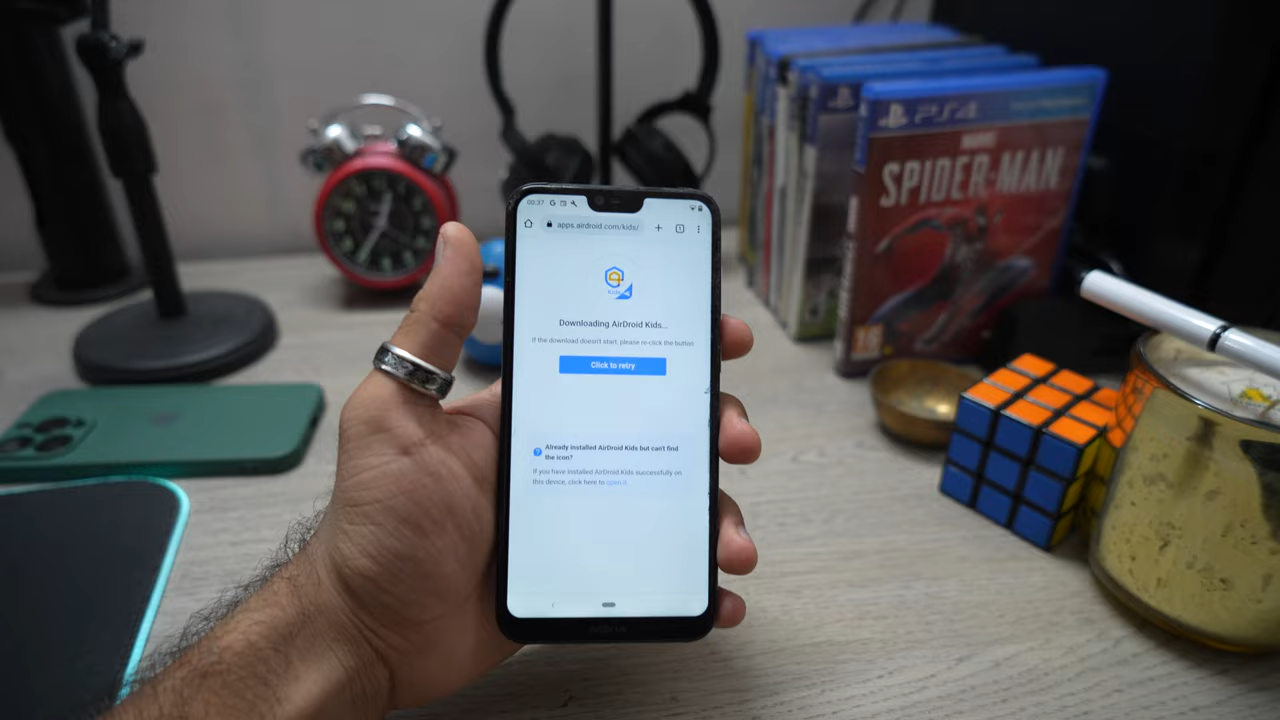 00:37
apps.airdroid.com/kids/
1
Kids
Downloading AirDroid Kids...
If the download doesn't start, please re-click the button
Click to retry
Already installed AirDroid Kids but can't find
the icon?
If you have installed AirDroid Kids successfully on
this device, click here to open it.
NOKIA
PS4
MARVEL
SPIDER-MAN